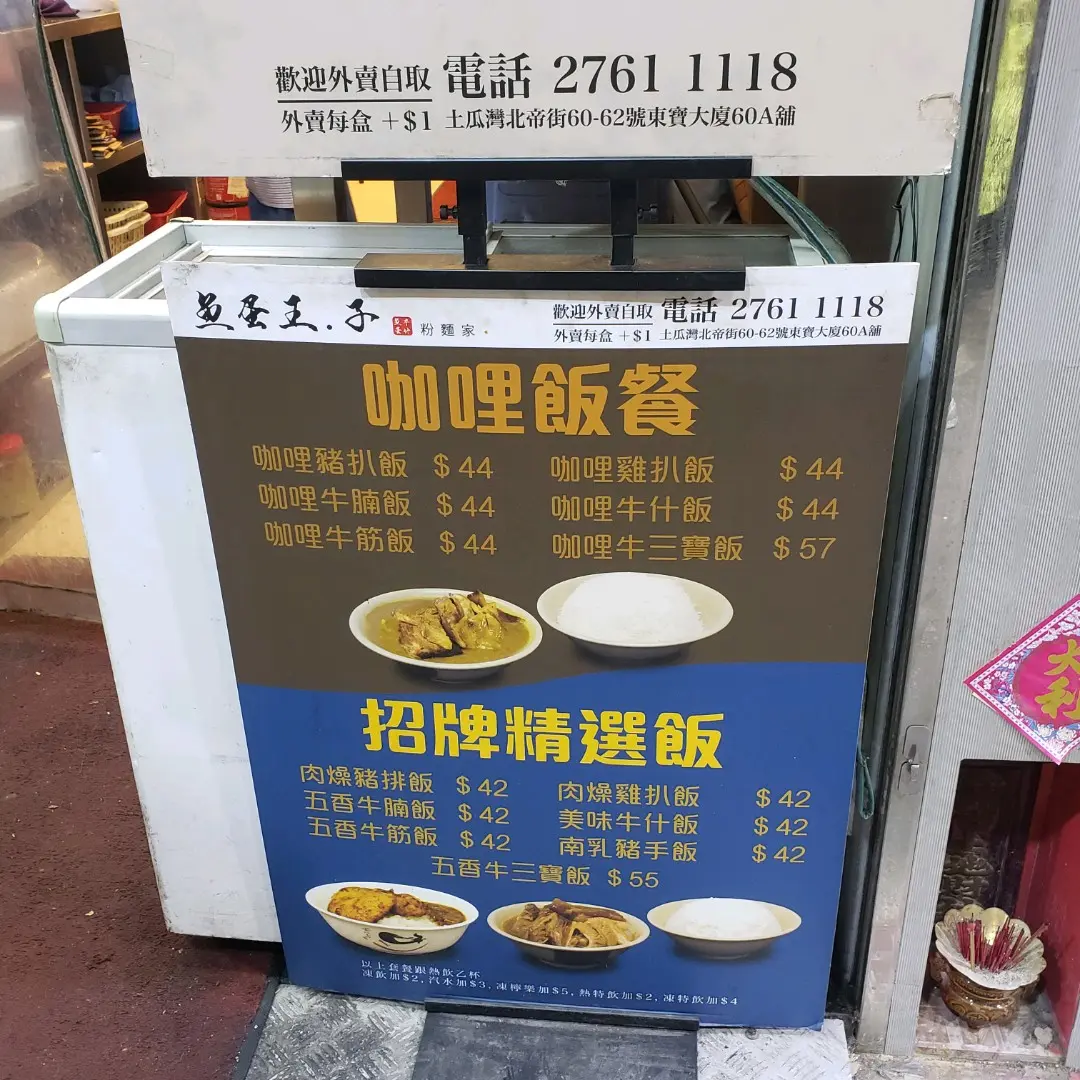 歡迎外賣自取 電話 2761 1118
外賣每盒 +$1 土瓜灣北帝街60-62號東寶大廈60A舖
魚蛋王.子 粉麵家.
歡迎外賣自取 電話 2761 1118
外賣每盒 +$1 土瓜灣北帝街60-62號東寶大廈60A舖
咖哩飯餐
咖哩豬扒飯 $44 咖哩雞扒飯 $44
咖哩牛腩飯 $44 咖哩牛什飯 $44
咖哩牛筋飯 $44 咖哩牛三寶飯 $57
招牌精選飯
肉燥豬排飯 $42 肉燥雞扒飯 $42
五香牛腩飯 $42 美味牛什飯 $42
五香牛筋飯 $42 南乳豬手飯 $42
五香牛三寶飯 $55
以上套餐跟熱飲乙杯
凍飲加$2, 汽水加$3, 凍檸樂加$5, 熱特飲加$2, 凍特飲加$4
大
利